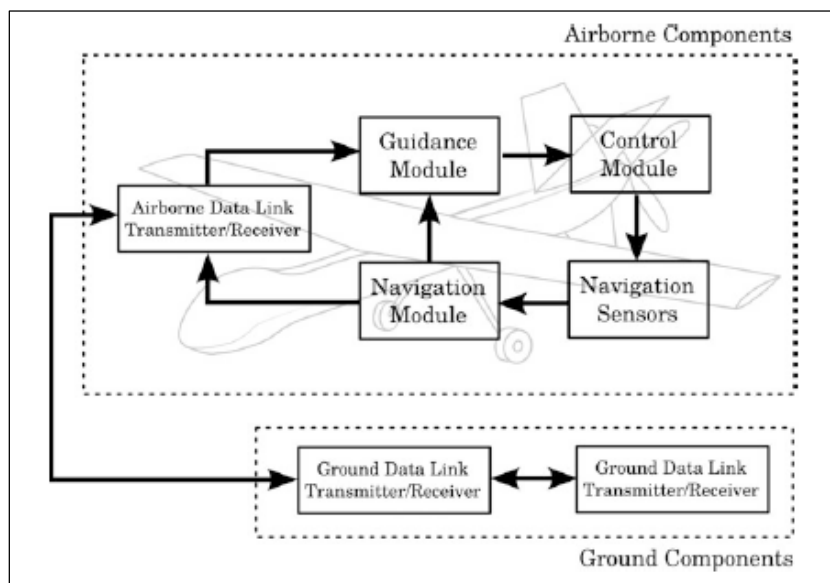 Airborne Components
Guidance
Module
Control
Module
Airborne Data Link
Transmitter/Receiver
Navigation
Module
Navigation
Sensors
Ground Data Link
Transmitter/Receiver
Ground Data Link
Transmitter/Receiver
Ground Components